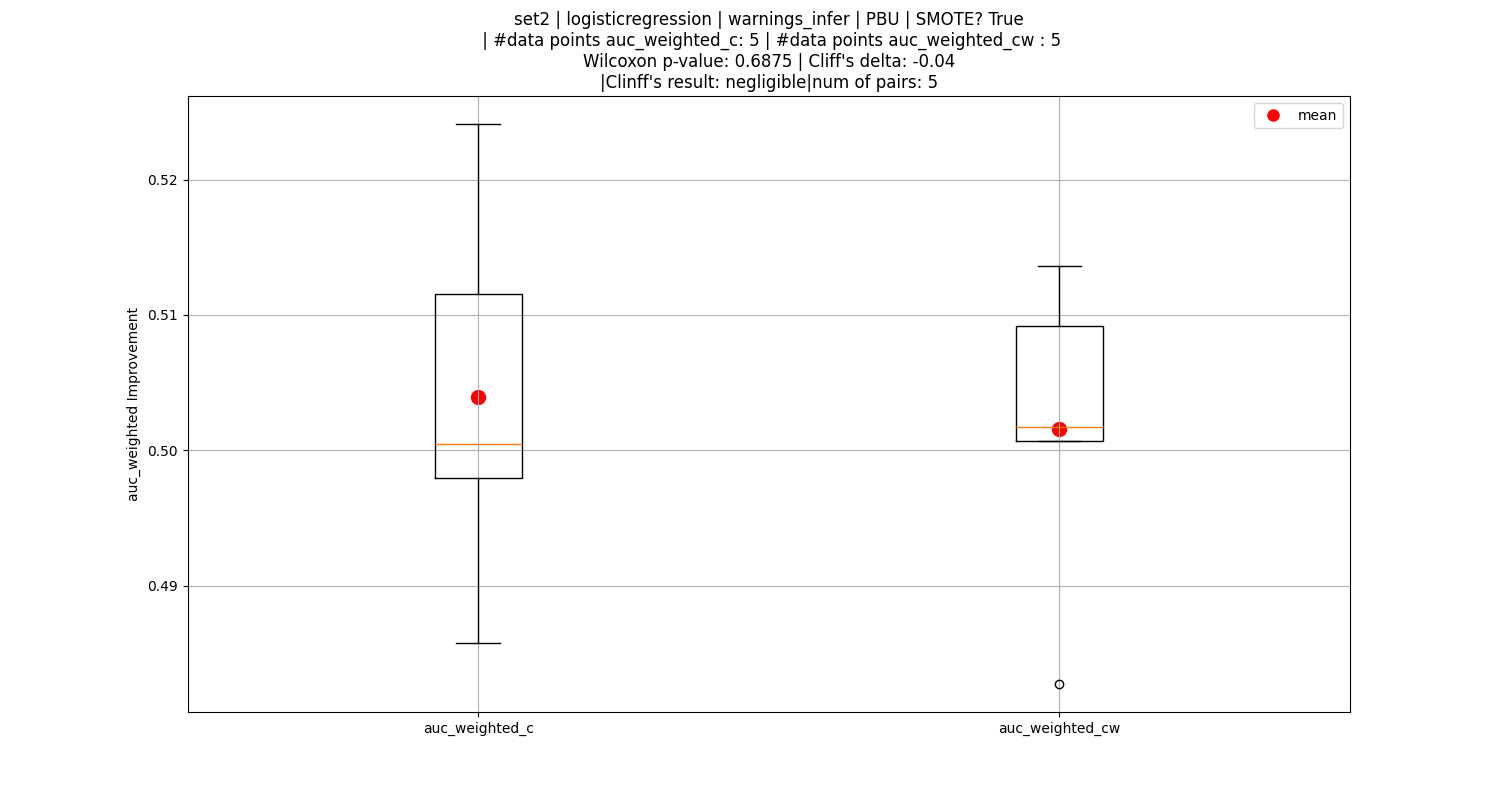 set2 | logisticregression | warnings_infer | PBU | SMOTE? True
| #data points auc_weighted_c: 5 | #data points auc_weighted_cw : 5
Wilcoxon p-value: 0.6875 | Cliff's delta: -0.04
|Clinff's result: negligible|num of pairs: 5
mean
0.52
0.51
0.50
0.49
auc_weighted Improvement
auc_weighted_c
auc_weighted_cw